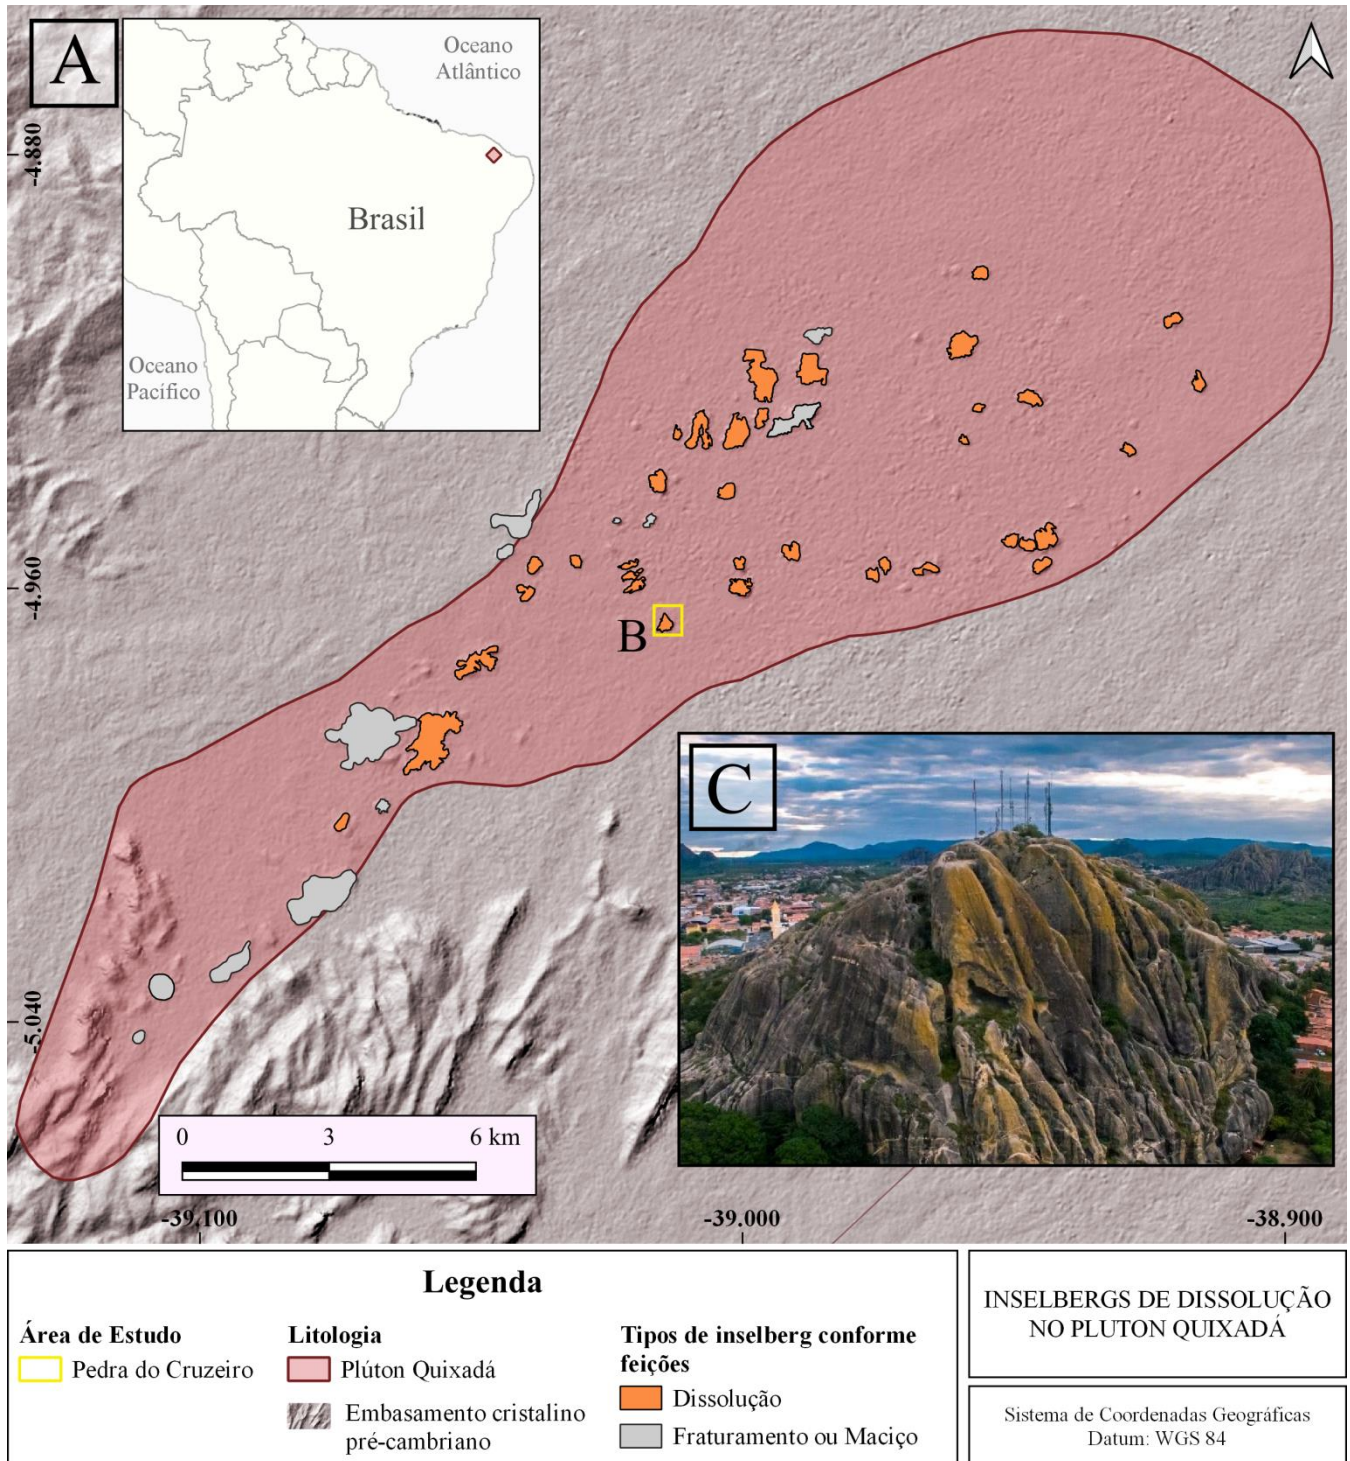 A
Oceano
Atlântico
Brasil
Oceano
Pacífico
-4.880
-4.960
-5.040
B
C
0 3 6 km
-39.100 -39.000 -38.900
Legenda
Área de Estudo
Pedra do Cruzeiro
Litologia
Plúton Quixadá
Embasamento cristalino
pré-cambriano
Tipos de inselberg conforme
feições
Dissolução
Fraturamento ou Maciço
INSELBERGS DE DISSOLUÇÃO
NO PLUTON QUIXADÁ
Sistema de Coordenadas Geográficas
Datum: WGS 84